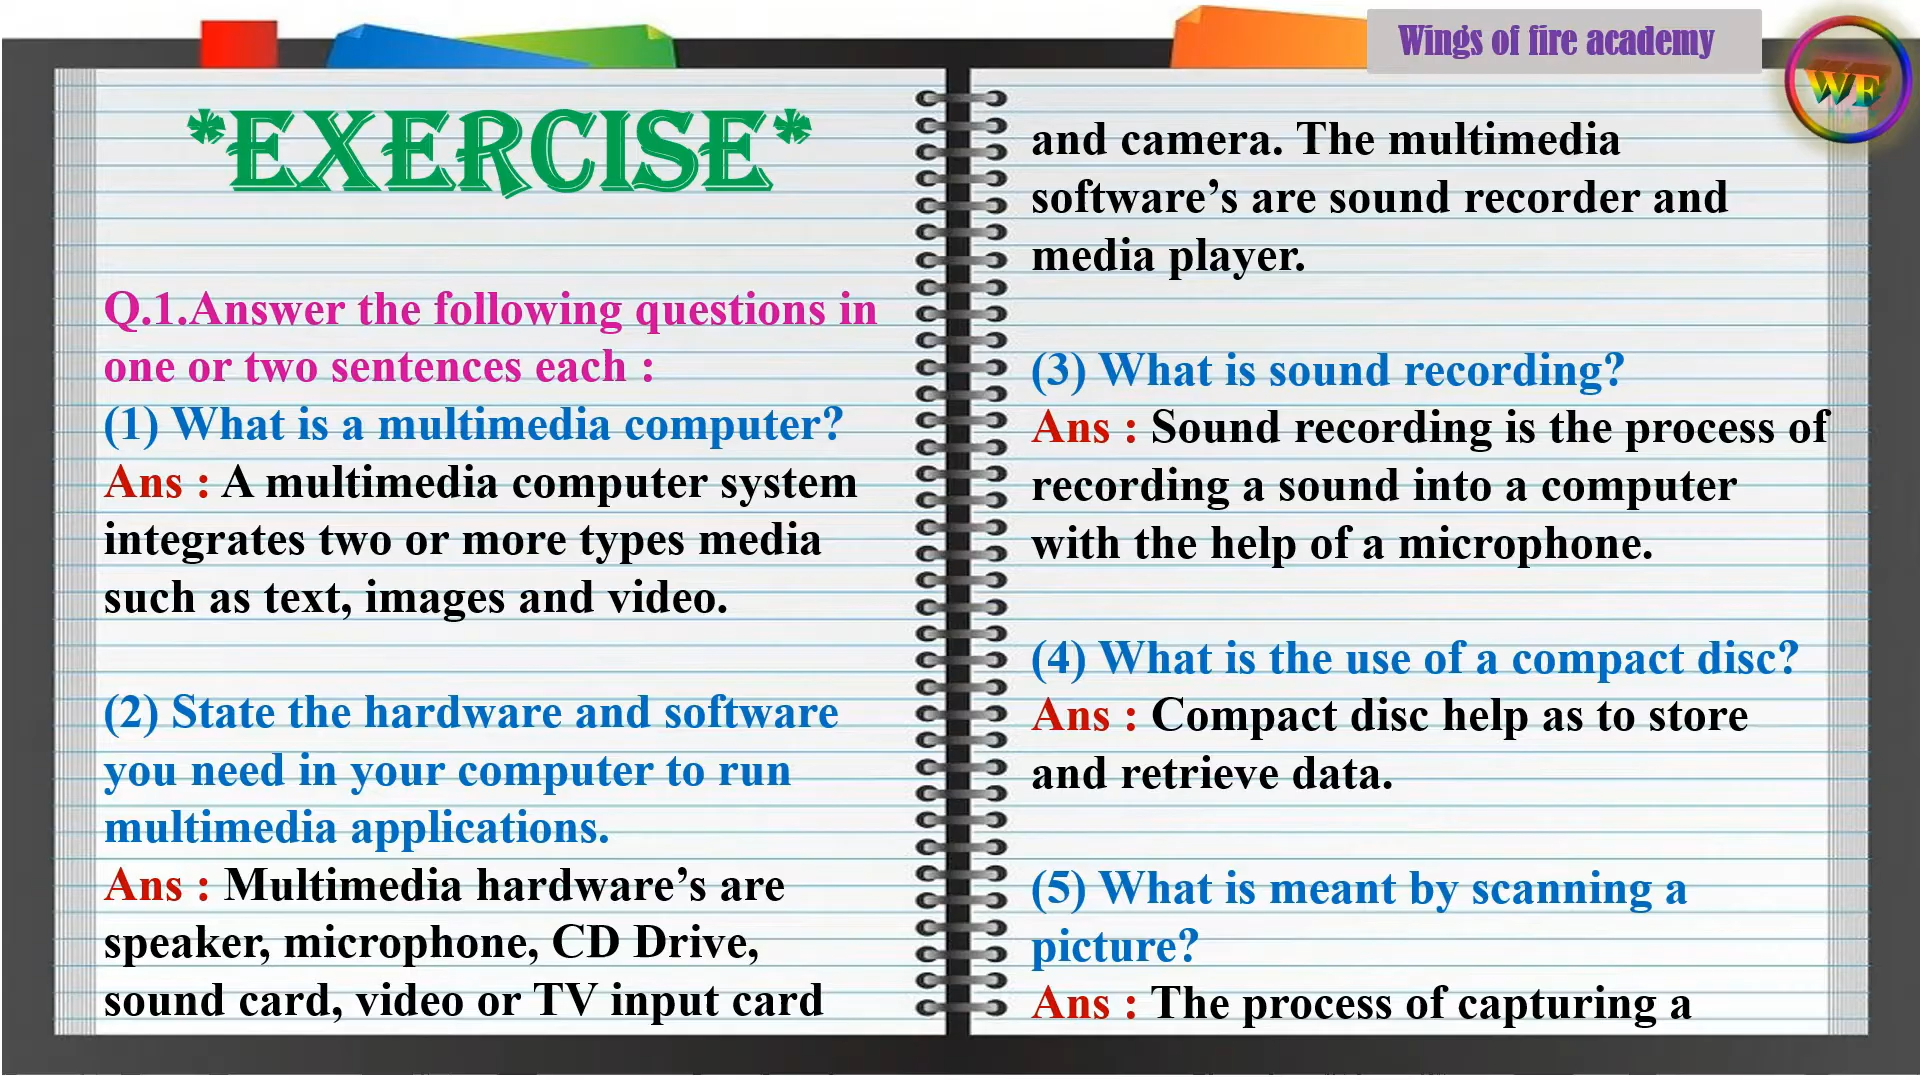 Wings of fire academy
WF
*EXERCISE*
Q.1.Answer the following questions in
one or two sentences each :
(1) What is a multimedia computer?
Ans : A multimedia computer system
integrates two or more types media
such as text, images and video.
(2) State the hardware and software
you need in your computer to run
multimedia applications.
Ans : Multimedia hardware’s are
speaker, microphone, CD Drive,
sound card, video or TV input card
and camera. The multimedia
software’s are sound recorder and
media player.
(3) What is sound recording?
Ans : Sound recording is the process of
recording a sound into a computer
with the help of a microphone.
(4) What is the use of a compact disc?
Ans : Compact disc help as to store
and retrieve data.
(5) What is meant by scanning a
picture?
Ans : The process of capturing a